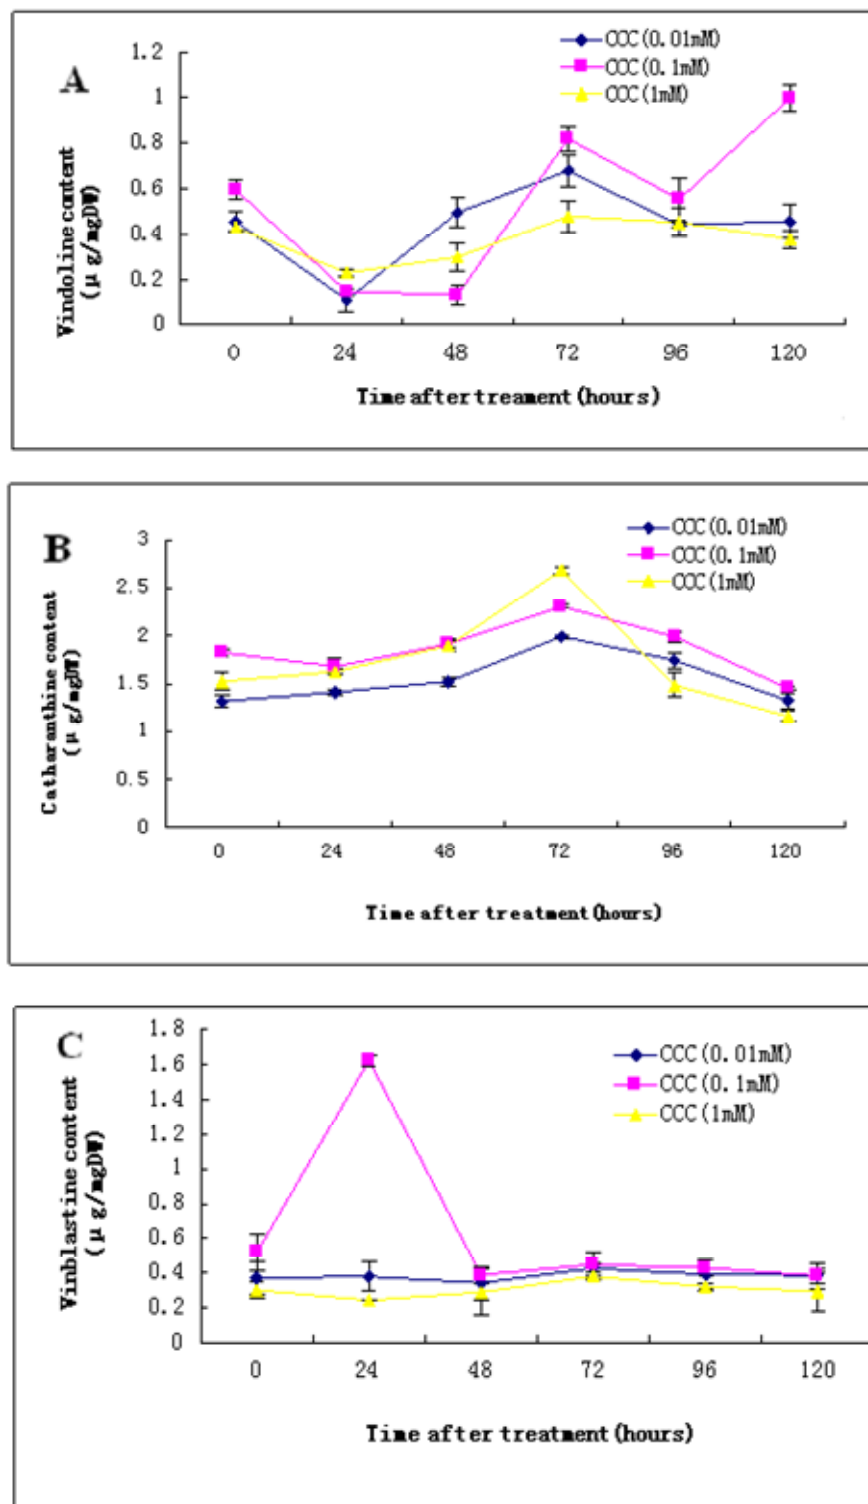 A
CCC(0.01mM)
CCC(0.1mM)
CCC(1mM)
1.2
1
0.8
0.6
0.4
0.2
0
Vindoline content
(μ g/mgDW)
0 24 48 72 96 120
Time after treament(hours)
B
CCC(0.01mM)
CCC(0.1mM)
CCC(1mM)
3
2.5
2
1.5
1
0.5
0
Catharanthine content
(μ g/mgDW)
0 24 48 72 96 120
Time after treatment(hours)
C
CCC(0.01mM)
CCC(0.1mM)
CCC(1mM)
1.8
1.6
1.4
1.2
1
0.8
0.6
0.4
0.2
0
Vinblastine content
(μ g/mgDW)
0 24 48 72 96 120
Time after treatment(hours)